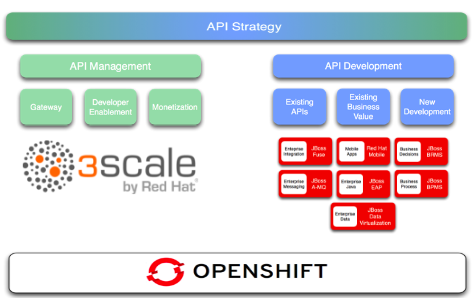 API Strategy
API Management
API Development
Gateway
Developer
Enablement
Monetization
Existing
APIs
Existing
Business
Value
New
Development
3scale
by Red Hat®
Enterprise
Integration
JBoss
Fuse
Mobile
Apps
Red Hat
Mobile
Business
Decisions
JBoss
BRMS
Enterprise
Messaging
JBoss
A-MQ
Enterprise
Java
JBoss
EAP
Business
Process
JBoss
BPMS
Enterprise
Data
JBoss
Data
Virtualization
OPENSHIFT